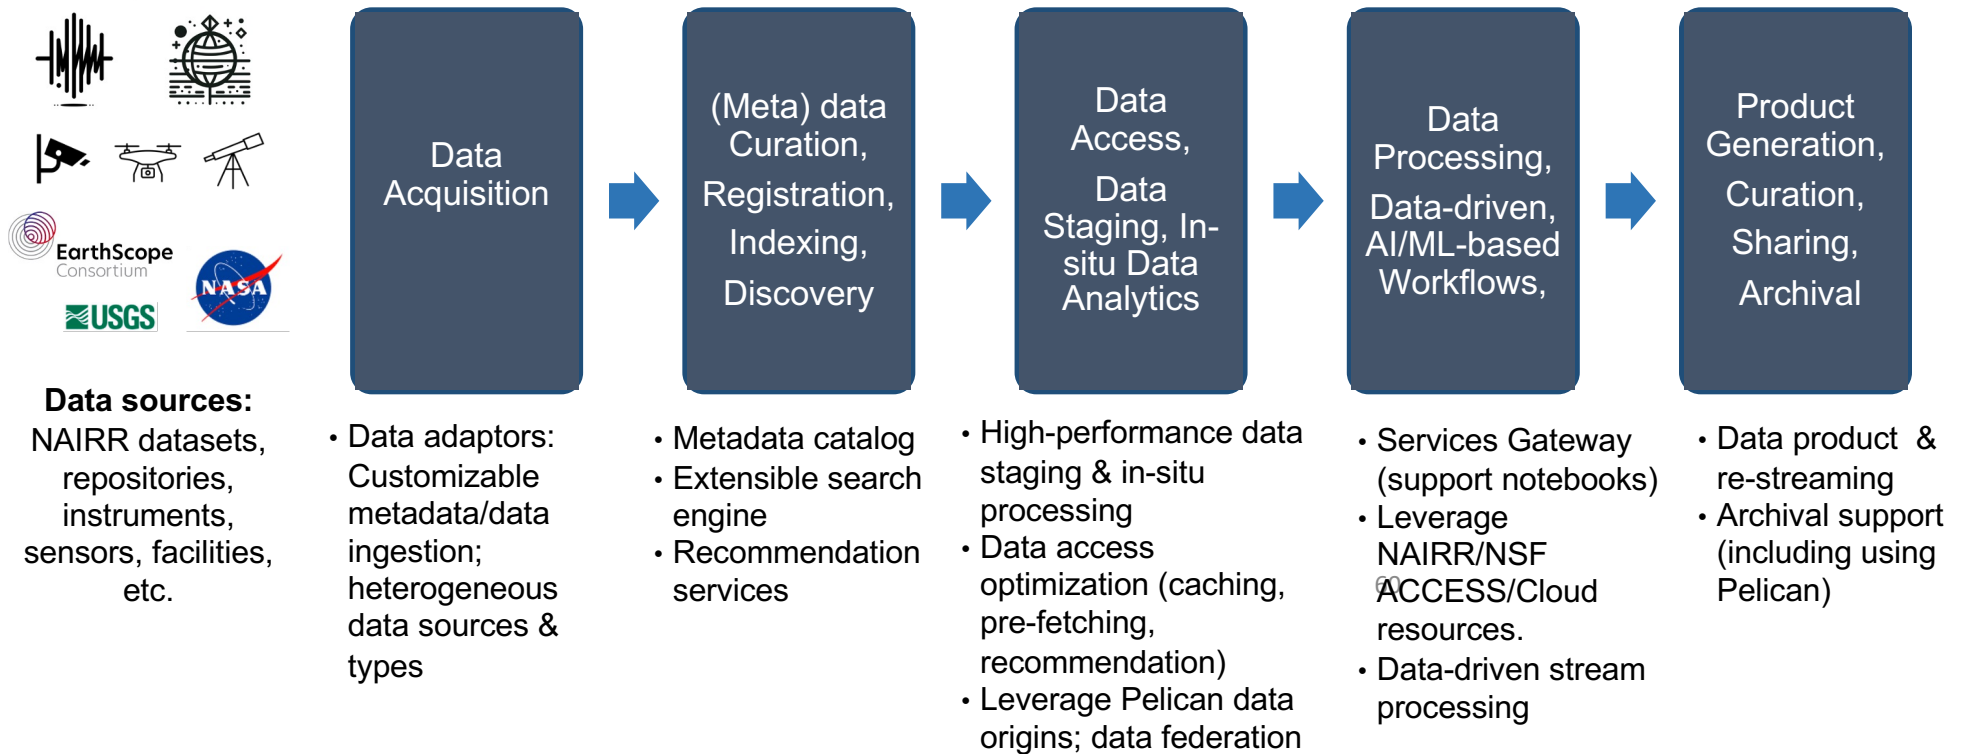 EarthScope
Consortium
USGS
NASA
Data sources:
NAIRR datasets,
repositories,
instruments,
sensors, facilities,
etc.
Data
Acquisition
• Data adaptors:
Customizable
metadata/data
ingestion;
heterogeneous
data sources &
types
(Meta) data
Curation,
Registration,
Indexing,
Discovery
• Metadata catalog
• Extensible search
engine
• Recommendation
services
Data
Access,
Data
Staging, In-
situ Data
Analytics
• High-performance data
staging & in-situ
processing
• Data access
optimization (caching,
pre-fetching,
recommendation)
• Leverage Pelican data
origins; data federation
Data
Processing,
Data-driven,
AI/ML-based
Workflows,
• Services Gateway
(support notebooks)
• Leverage
NAIRR/NSF
ACCESS/Cloud
resources.
• Data-driven stream
processing
60
Product
Generation,
Curation,
Sharing,
Archival
• Data product &
re-streaming
• Archival support
(including using
Pelican)